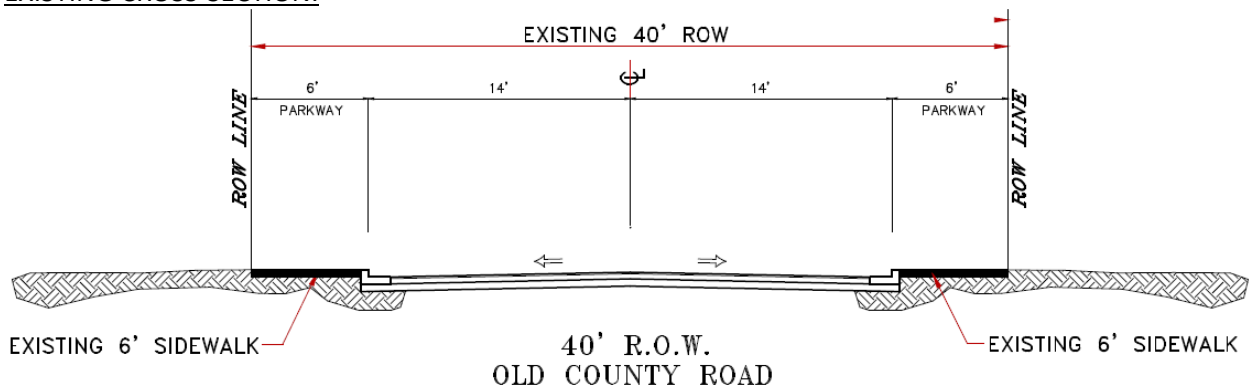 EXISTING CROSS SECTION:
EXISTING 40' ROW
6' 14' CL 14' 6'
PARKWAY PARKWAY
ROW LINE ROW LINE
EXISTING 6' SIDEWALK EXISTING 6' SIDEWALK
40' R.O.W.
OLD COUNTY ROAD